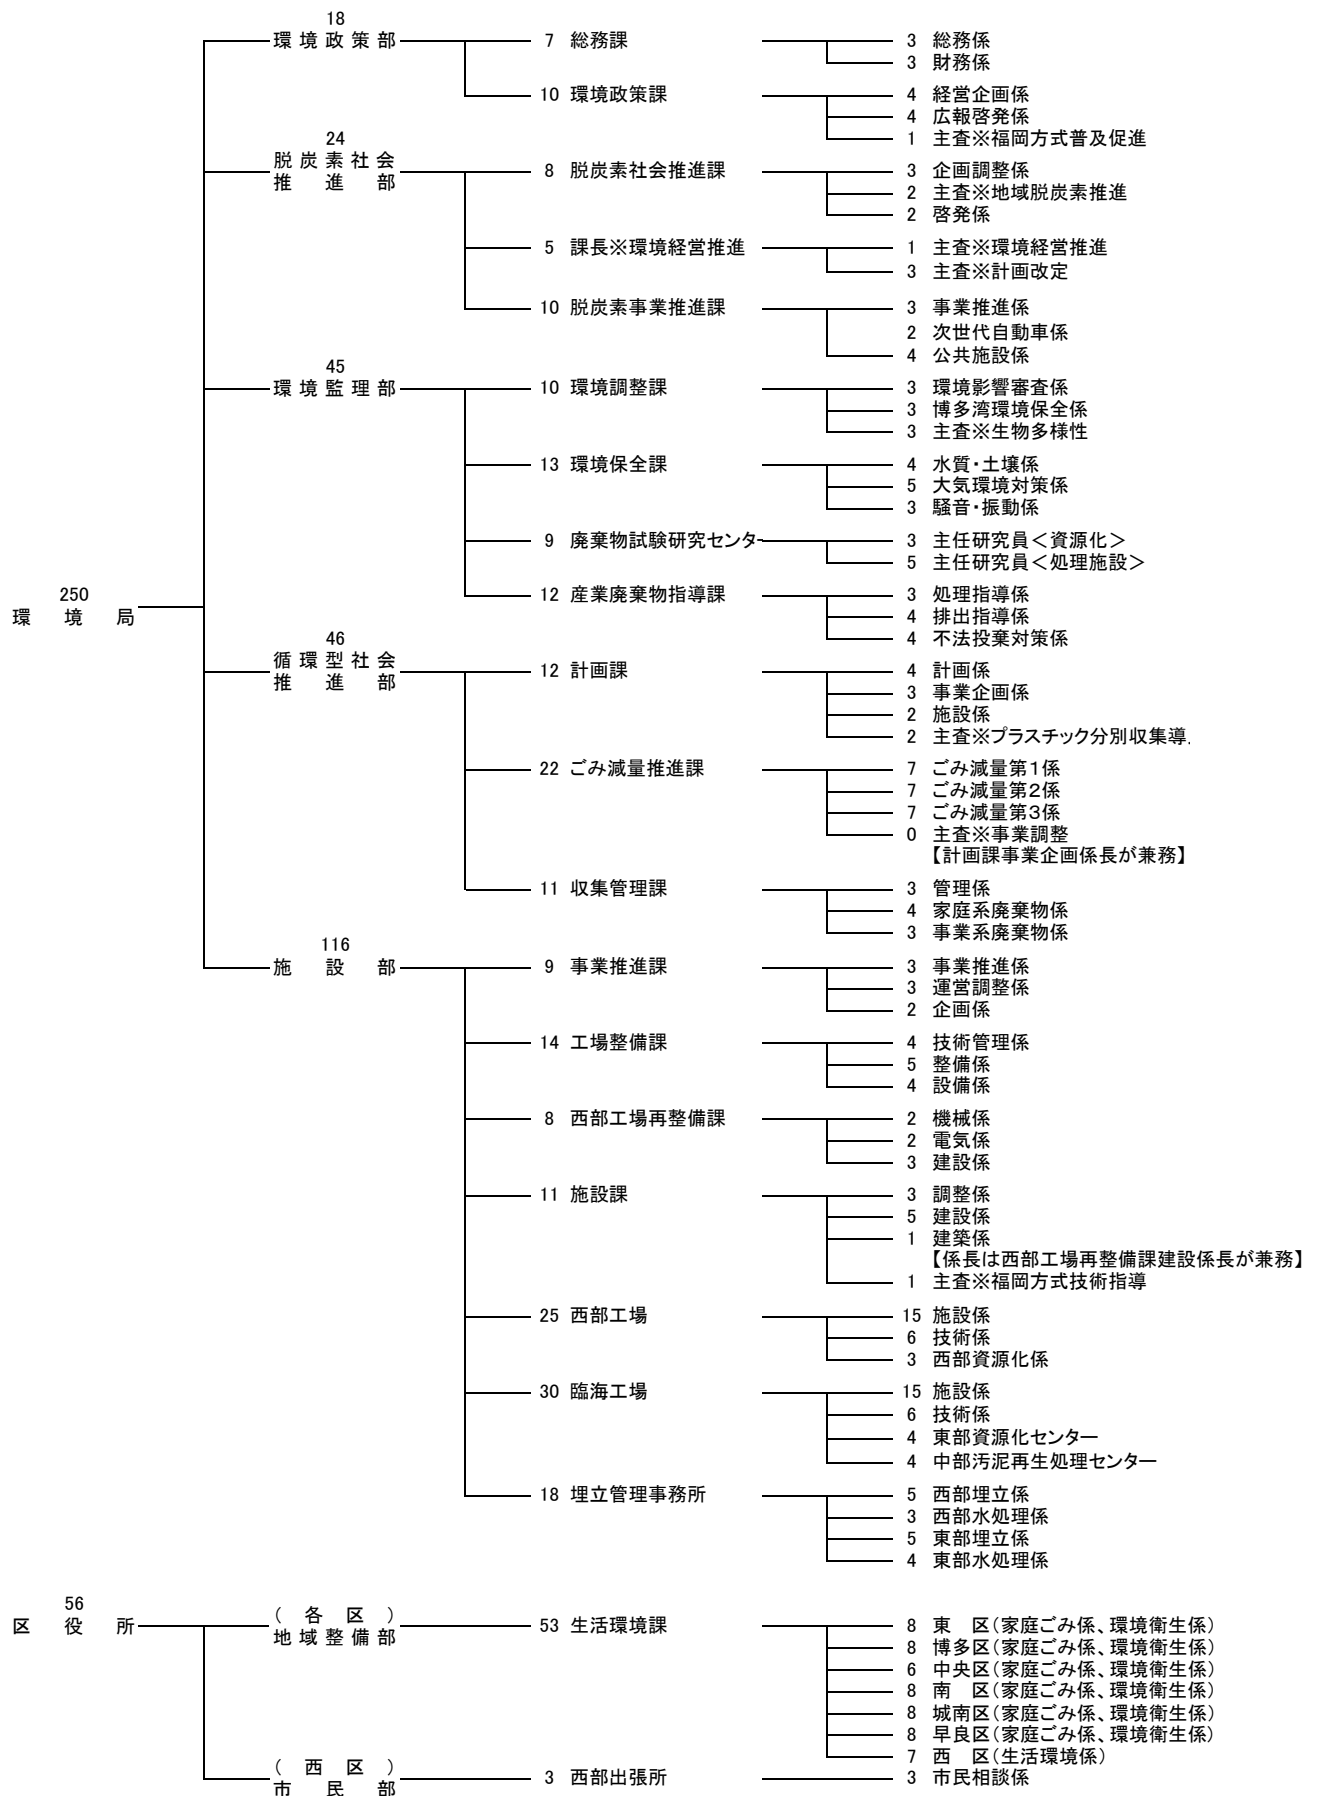 18
環境政策部 7 総務課 3 総務係
3 財務係
10 環境政策課 4 経営企画係
4 広報啓発係
1 主査※福岡方式普及促進
24
脱炭素社会
推進部 8 脱炭素社会推進課 3 企画調整係
2 主査※地域脱炭素推進
2 啓発係
5 課長※環境経営推進 1 主査※環境経営推進
3 主査※計画改定
10 脱炭素事業推進課 3 事業推進係
2 次世代自動車係
4 公共施設係
45
環境監理部 10 環境調整課 3 環境影響審査係
3 博多湾環境保全係
3 主査※生物多様性
13 環境保全課 4 水質・土壌係
5 大気環境対策係
3 騒音・振動係
9 廃棄物試験研究センター 3 主任研究員<資源化>
5 主任研究員<処理施設>
12 産業廃棄物指導課 3 処理指導係
4 排出指導係
4 不法投棄対策係
250
環境局
46
循環型社会
推進部 12 計画課 4 計画係
3 事業企画係
2 施設係
2 主査※プラスチック分別収集導
22 ごみ減量推進課 7 ごみ減量第1係
7 ごみ減量第2係
7 ごみ減量第3係
0 主査※事業調整
【計画課事業企画係長が兼務】
11 収集管理課 3 管理係
4 家庭系廃棄物係
3 事業系廃棄物係
116
施設部 9 事業推進課 3 事業推進係
3 運営調整係
2 企画係
14 工場整備課 4 技術管理係
5 整備係
4 設備係
8 西部工場再整備課 2 機械係
2 電気係
3 建設係
11 施設課 3 調整係
5 建設係
1 建築係
【係長は西部工場再整備課建設係長が兼務】
1 主査※福岡方式技術指導
25 西部工場 15 施設係
6 技術係
3 西部資源化係
30 臨海工場 15 施設係
6 技術係
4 東部資源化センター
4 中部汚泥再生処理センター
18 埋立管理事務所 5 西部埋立係
3 西部水処理係
5 東部埋立係
4 東部水処理係
56
区役所
(各区)
地域整備部 53 生活環境課 8 東 区(家庭ごみ係、環境衛生係)
8 博多区(家庭ごみ係、環境衛生係)
6 中央区(家庭ごみ係、環境衛生係)
8 南 区(家庭ごみ係、環境衛生係)
8 城南区(家庭ごみ係、環境衛生係)
8 早良区(家庭ごみ係、環境衛生係)
7 西 区(生活環境係)
(西区)
市民部 3 西部出張所 3 市民相談係